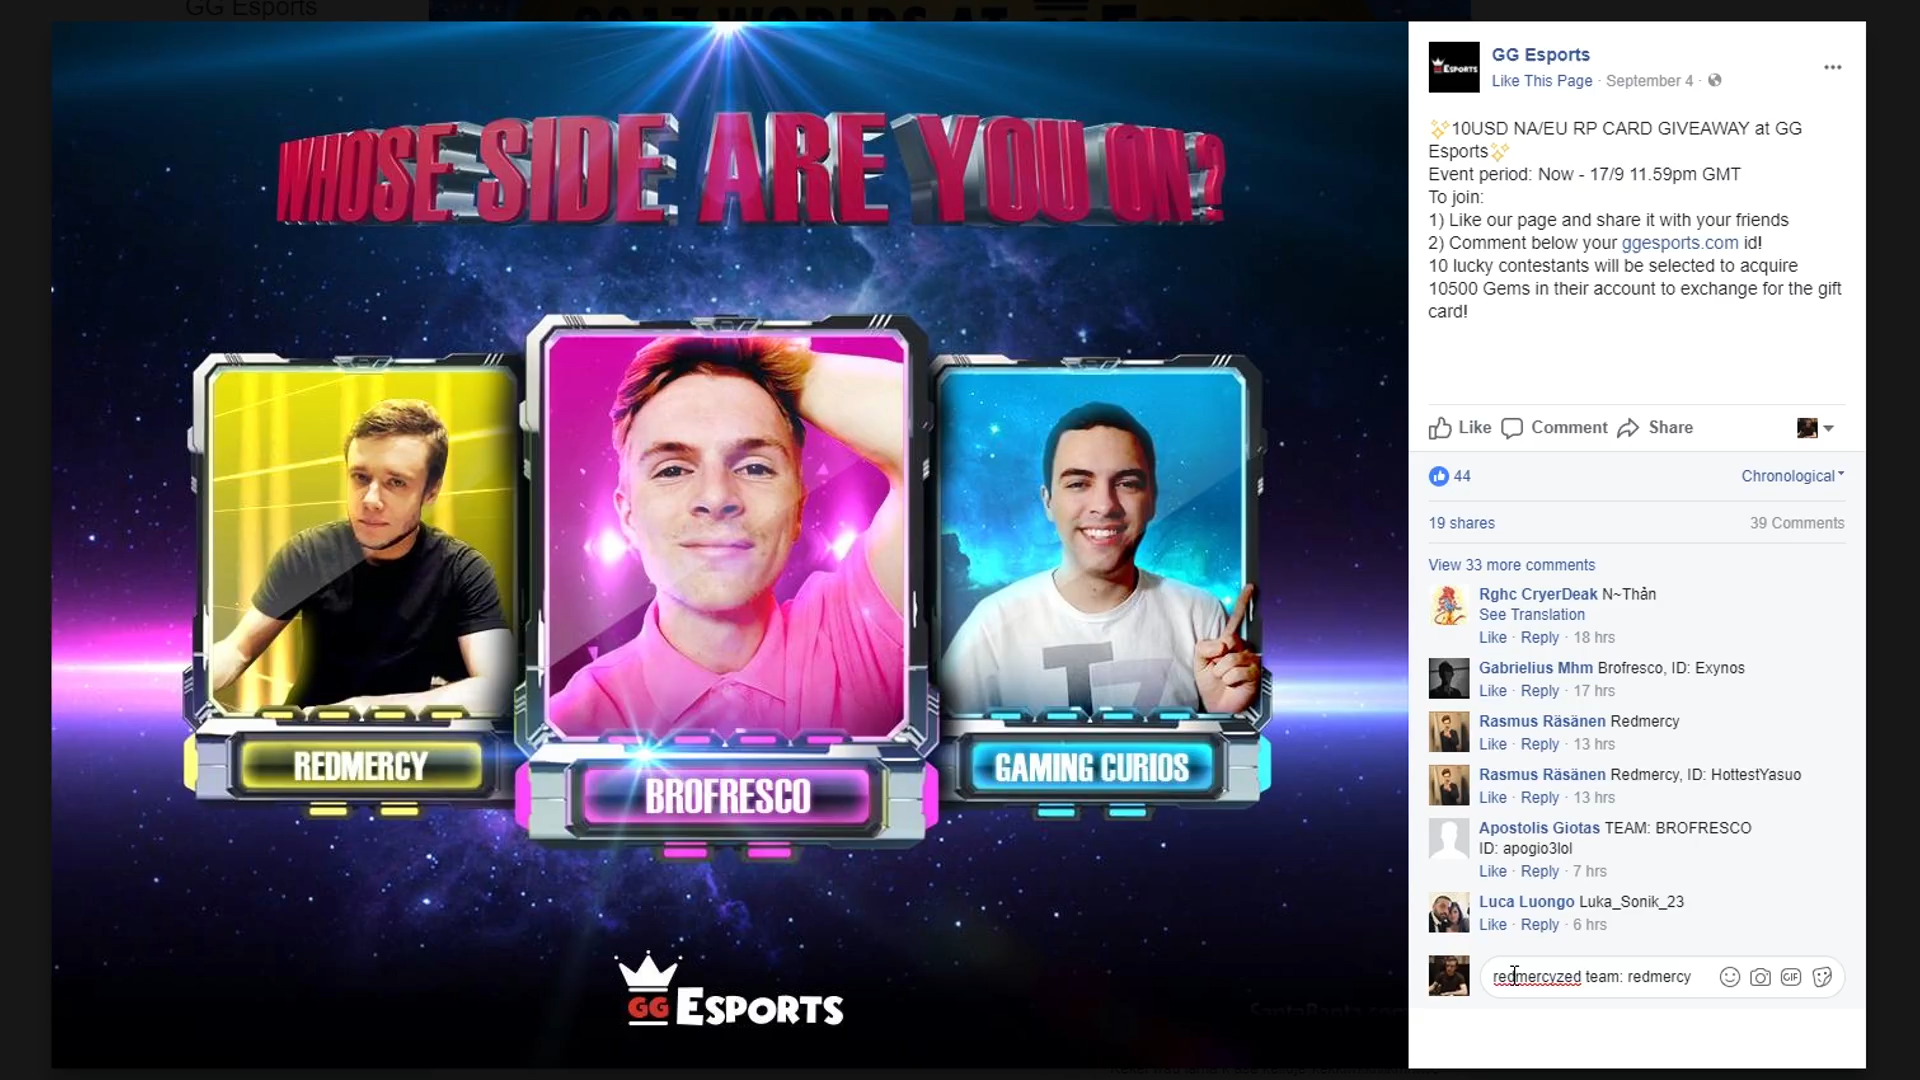 GG Esports
WHOSE SIDE ARE YOU ON?
REDMERCY
BROFRESCO
GAMING CURIOS
GG ESPORTS
ESPORTS
GG Esports
Like This Page · September 4 ·
✨10USD NA/EU RP CARD GIVEAWAY at GG
Esports✨
Event period: Now - 17/9 11.59pm GMT
To join:
1) Like our page and share it with your friends
2) Comment below your ggesports.com id!
10 lucky contestants will be selected to acquire
10500 Gems in their account to exchange for the gift
card!
Like Comment Share
44 Chronological
19 shares 39 Comments
View 33 more comments
Rghc CryerDeak N~Thản
See Translation
Like · Reply · 18 hrs
Gabrielius Mhm Brofresco, ID: Exynos
Like · Reply · 17 hrs
Rasmus Räsänen Redmercy
Like · Reply · 13 hrs
Rasmus Räsänen Redmercy, ID: HottestYasuo
Like · Reply · 13 hrs
Apostolis Giotas TEAM: BROFRESCO
ID: apogio3lol
Like · Reply · 7 hrs
Luca Luongo Luka_Sonik_23
Like · Reply · 6 hrs
redmercyzed team: redmercy
GIF